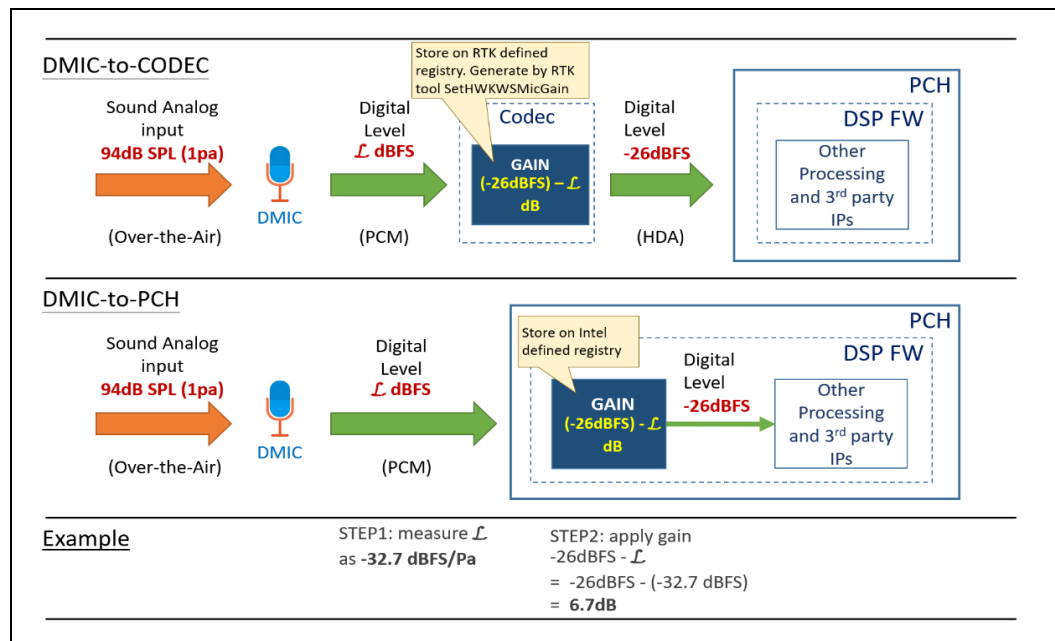 DMIC-to-CODEC
Sound Analog
input
94dB SPL (1pa)
(Over-the-Air)
DMIC
Digital
Level
ℒ dBFS
(PCM)
Store on RTK defined
registry. Generate by RTK
tool SetHWKWSMicGain
Codec
GAIN
(-26dBFS) – ℒ
dB
Digital
Level
-26dBFS
(HDA)
PCH
DSP FW
Other
Processing
and 3rd party
IPs
DMIC-to-PCH
Sound Analog
input
94dB SPL (1pa)
(Over-the-Air)
DMIC
Digital
Level
ℒ dBFS
(PCM)
Store on Intel
defined registry
GAIN
(-26dBFS) - ℒ
dB
Digital
Level
-26dBFS
PCH
DSP FW
Other
Processing
and 3rd party
IPs
Example
STEP1: measure ℒ
as -32.7 dBFS/Pa
STEP2: apply gain
-26dBFS - ℒ
= -26dBFS - (-32.7 dBFS)
= 6.7dB